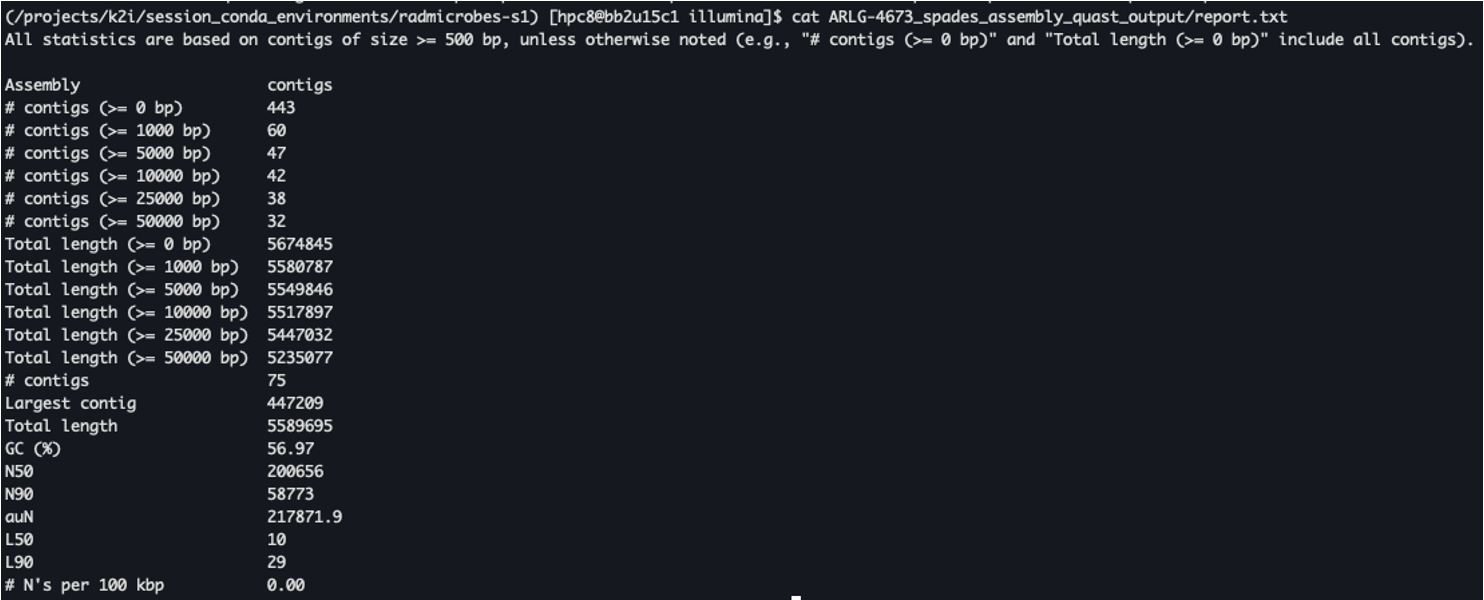 (/projects/k2i/session_conda_environments/radmicrobes-s1) [hpc8@bb2u15c1 illumina]$ cat ARLG-4673_spades_assembly_quast_output/report.txt
All statistics are based on contigs of size >= 500 bp, unless otherwise noted (e.g., "# contigs (>= 0 bp)" and "Total length (>= 0 bp)" include all contigs).

Assembly                    contigs
# contigs (>= 0 bp)         443
# contigs (>= 1000 bp)      60
# contigs (>= 5000 bp)      47
# contigs (>= 10000 bp)     42
# contigs (>= 25000 bp)     38
# contigs (>= 50000 bp)     32
Total length (>= 0 bp)      5674845
Total length (>= 1000 bp)   5580787
Total length (>= 5000 bp)   5549846
Total length (>= 10000 bp)  5517897
Total length (>= 25000 bp)  5447032
Total length (>= 50000 bp)  5235077
# contigs                   75
Largest contig              447209
Total length                5589695
GC (%)                      56.97
N50                         200656
N90                         58773
auN                         217871.9
L50                         10
L90                         29
# N's per 100 kbp           0.00